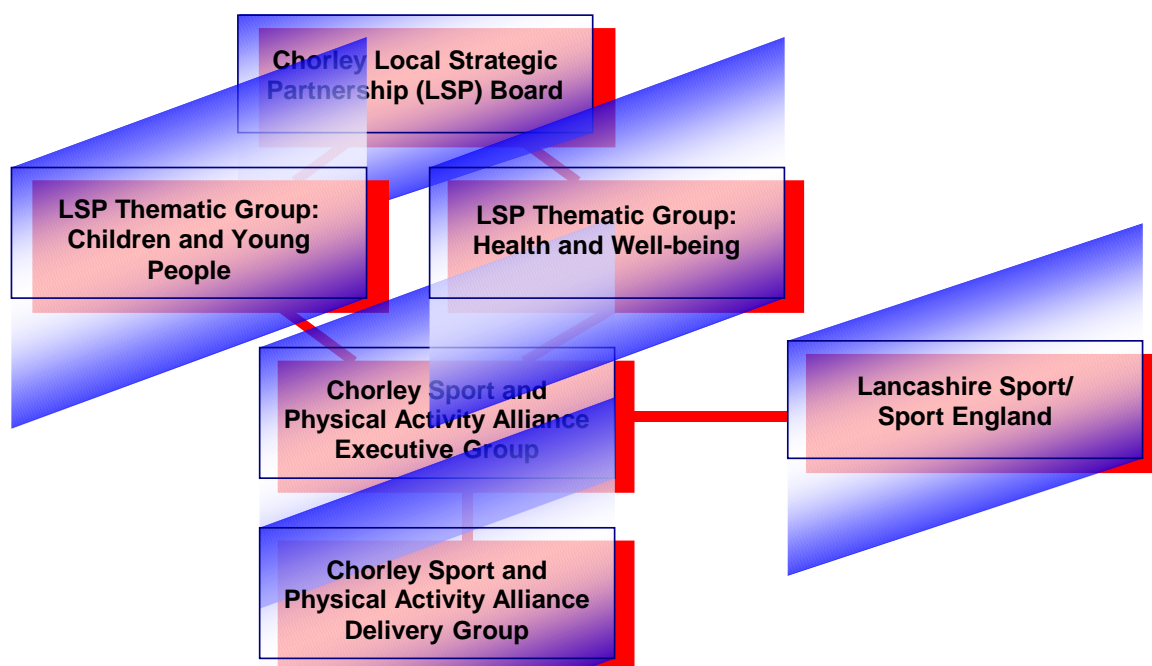 Chorley Local Strategic
Partnership (LSP) Board
LSP Thematic Group:
Children and Young
People
LSP Thematic Group:
Health and Well-being
Chorley Sport and
Physical Activity Alliance
Executive Group
Lancashire Sport/
Sport England
Chorley Sport and
Physical Activity Alliance
Delivery Group